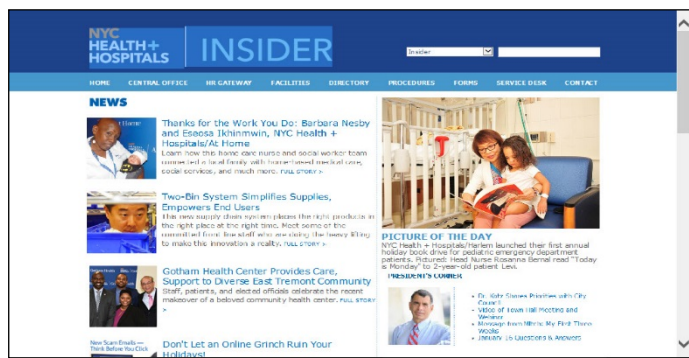 NYC
HEALTH+
HOSPITALS
INSIDER
Insider
HOME CENTRAL OFFICE HR GATEWAY FACILITIES DIRECTORY PROCEDURES FORMS SERVICE DESK CONTACT
NEWS
Thanks for the Work You Do: Barbara Nesby
and Esaosa Ikhinmwin, NYC Health +
Hospitals/At Home
Learn how this home care nurse and social worker team
connected a local family with home-based medical care,
social services, and much more. FULL STORY >
Two-Bin System Simplifies Supplies,
Empowers End Users
This new supply chain system places the right products in
the right place at the right time. Meet some of the
committed front line staff who are doing the heavy lifting
to make this innovation a reality. FULL STORY >
Gotham Health Center Provides Care,
Support to Diverse East Tremont Community
Staff, patients, and elected officials celebrate the recent
makeover of a beloved community health center. FULL STORY
>
New Scam Emails —
Think Before You Click
Don't Let an Online Grinch Ruin Your
Holidays!
PICTURE OF THE DAY
NYC Health + Hospitals/Harlem launched their first annual
holiday book drive for pediatric emergency department
patients. Pictured: Head Nurse Rosanna Bernal read "Today
is Monday" to 2-year-old patient Levi.
PRESIDENT'S CORNER
Dr. Katz Shares Priorities with City
Council
Video of Town Hall Meeting and
Webinar
Message from Mitch: My First Three
Weeks
January 16 Questions & Answers